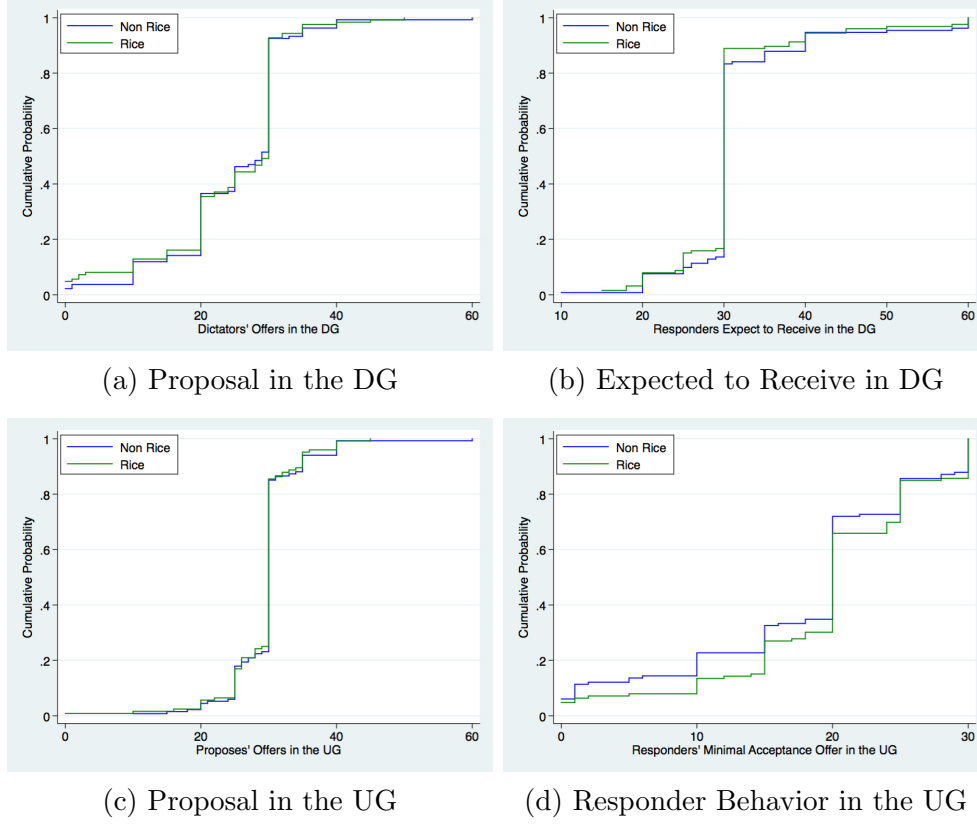 Cumulative Probability
1
.8
.6
.4
.2
0
Non Rice
Rice
0
20
40
60
Dictators' Offers in the DG
(a) Proposal in the DG
Cumulative Probability
1
.8
.6
.4
.2
0
Non Rice
Rice
10
20
30
40
50
60
Responders Expect to Receive in the DG
(b) Expected to Receive in DG
Cumulative Probability
1
.8
.6
.4
.2
0
Non Rice
Rice
0
20
40
60
Proposes' Offers in the UG
(c) Proposal in the UG
Cumulative Probability
1
.8
.6
.4
.2
0
Non Rice
Rice
0
10
20
30
Responders' Minimal Acceptance Offer in the UG
(d) Responder Behavior in the UG